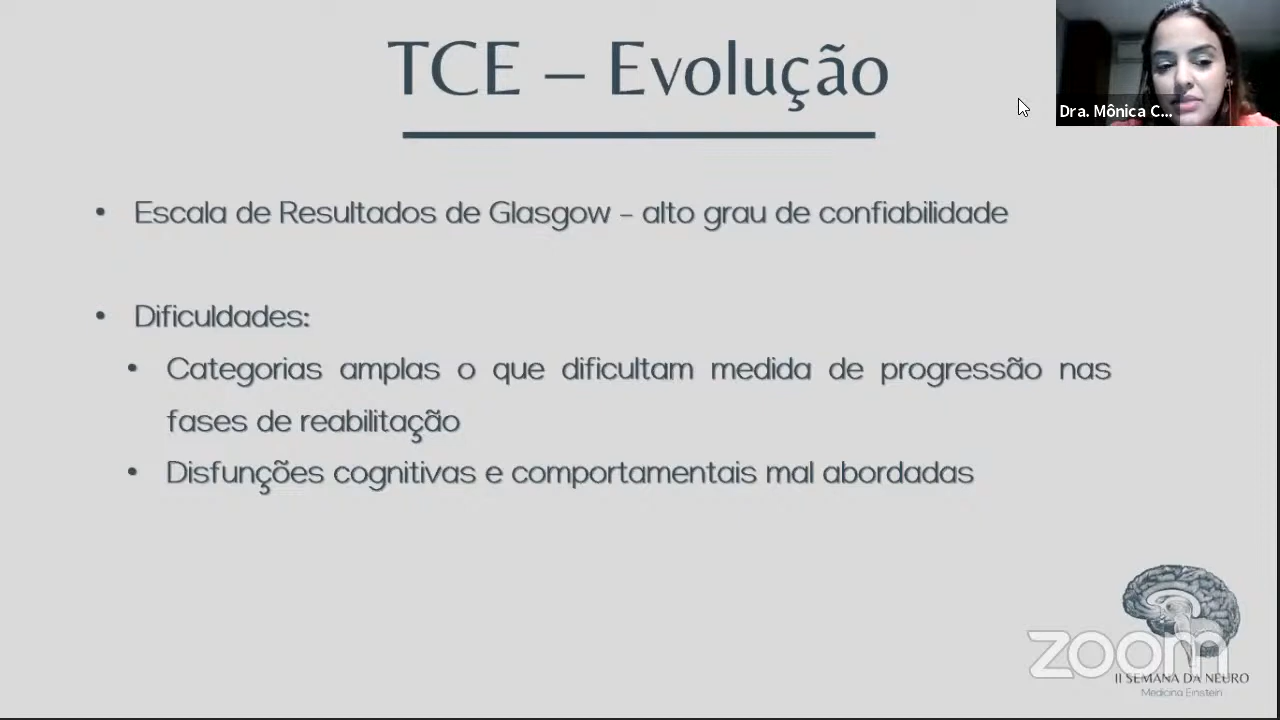 TCE – Evolução
Dra. Mônica C...
• Escala de Resultados de Glasgow – alto grau de confiabilidade
• Dificuldades:
• Categorias amplas o que dificultam medida de progressão nas
fases de reabilitação
• Disfunções cognitivas e comportamentais mal abordadas
zoom
II SEMANA DA NEURO
Medicina Einstein